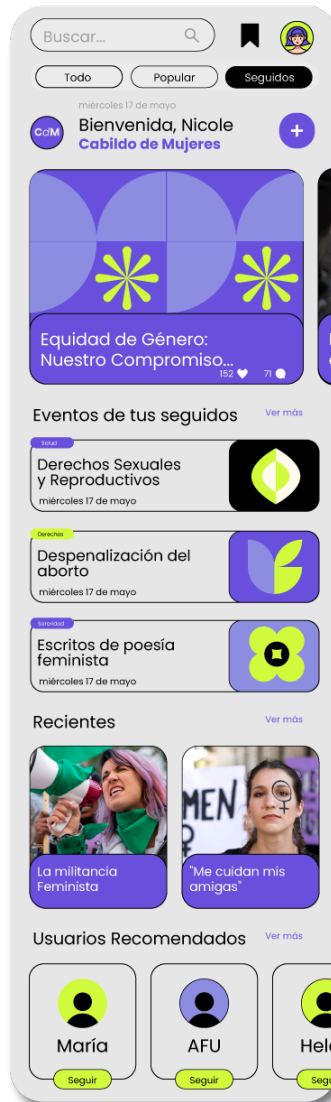 Buscar...
Todo
Popular
Seguidos
miércoles 17 de mayo
CdM
Bienvenida, Nicole
Cabildo de Mujeres
+
Equidad de Género:
Nuestro Compromiso...
152
71
Eventos de tus seguidos
Ver más
Salud
Derechos Sexuales
y Reproductivos
miércoles 17 de mayo
Derechos
Despenalización del
aborto
miércoles 17 de mayo
Sororidad
Escritos de poesía
feminista
miércoles 17 de mayo
Recientes
Ver más
MEN
La militancia
Feminista
"Me cuidan mis
amigas"
Usuarios Recomendados
Ver más
María
AFU
Hel
Seguir
Seguir
Segu